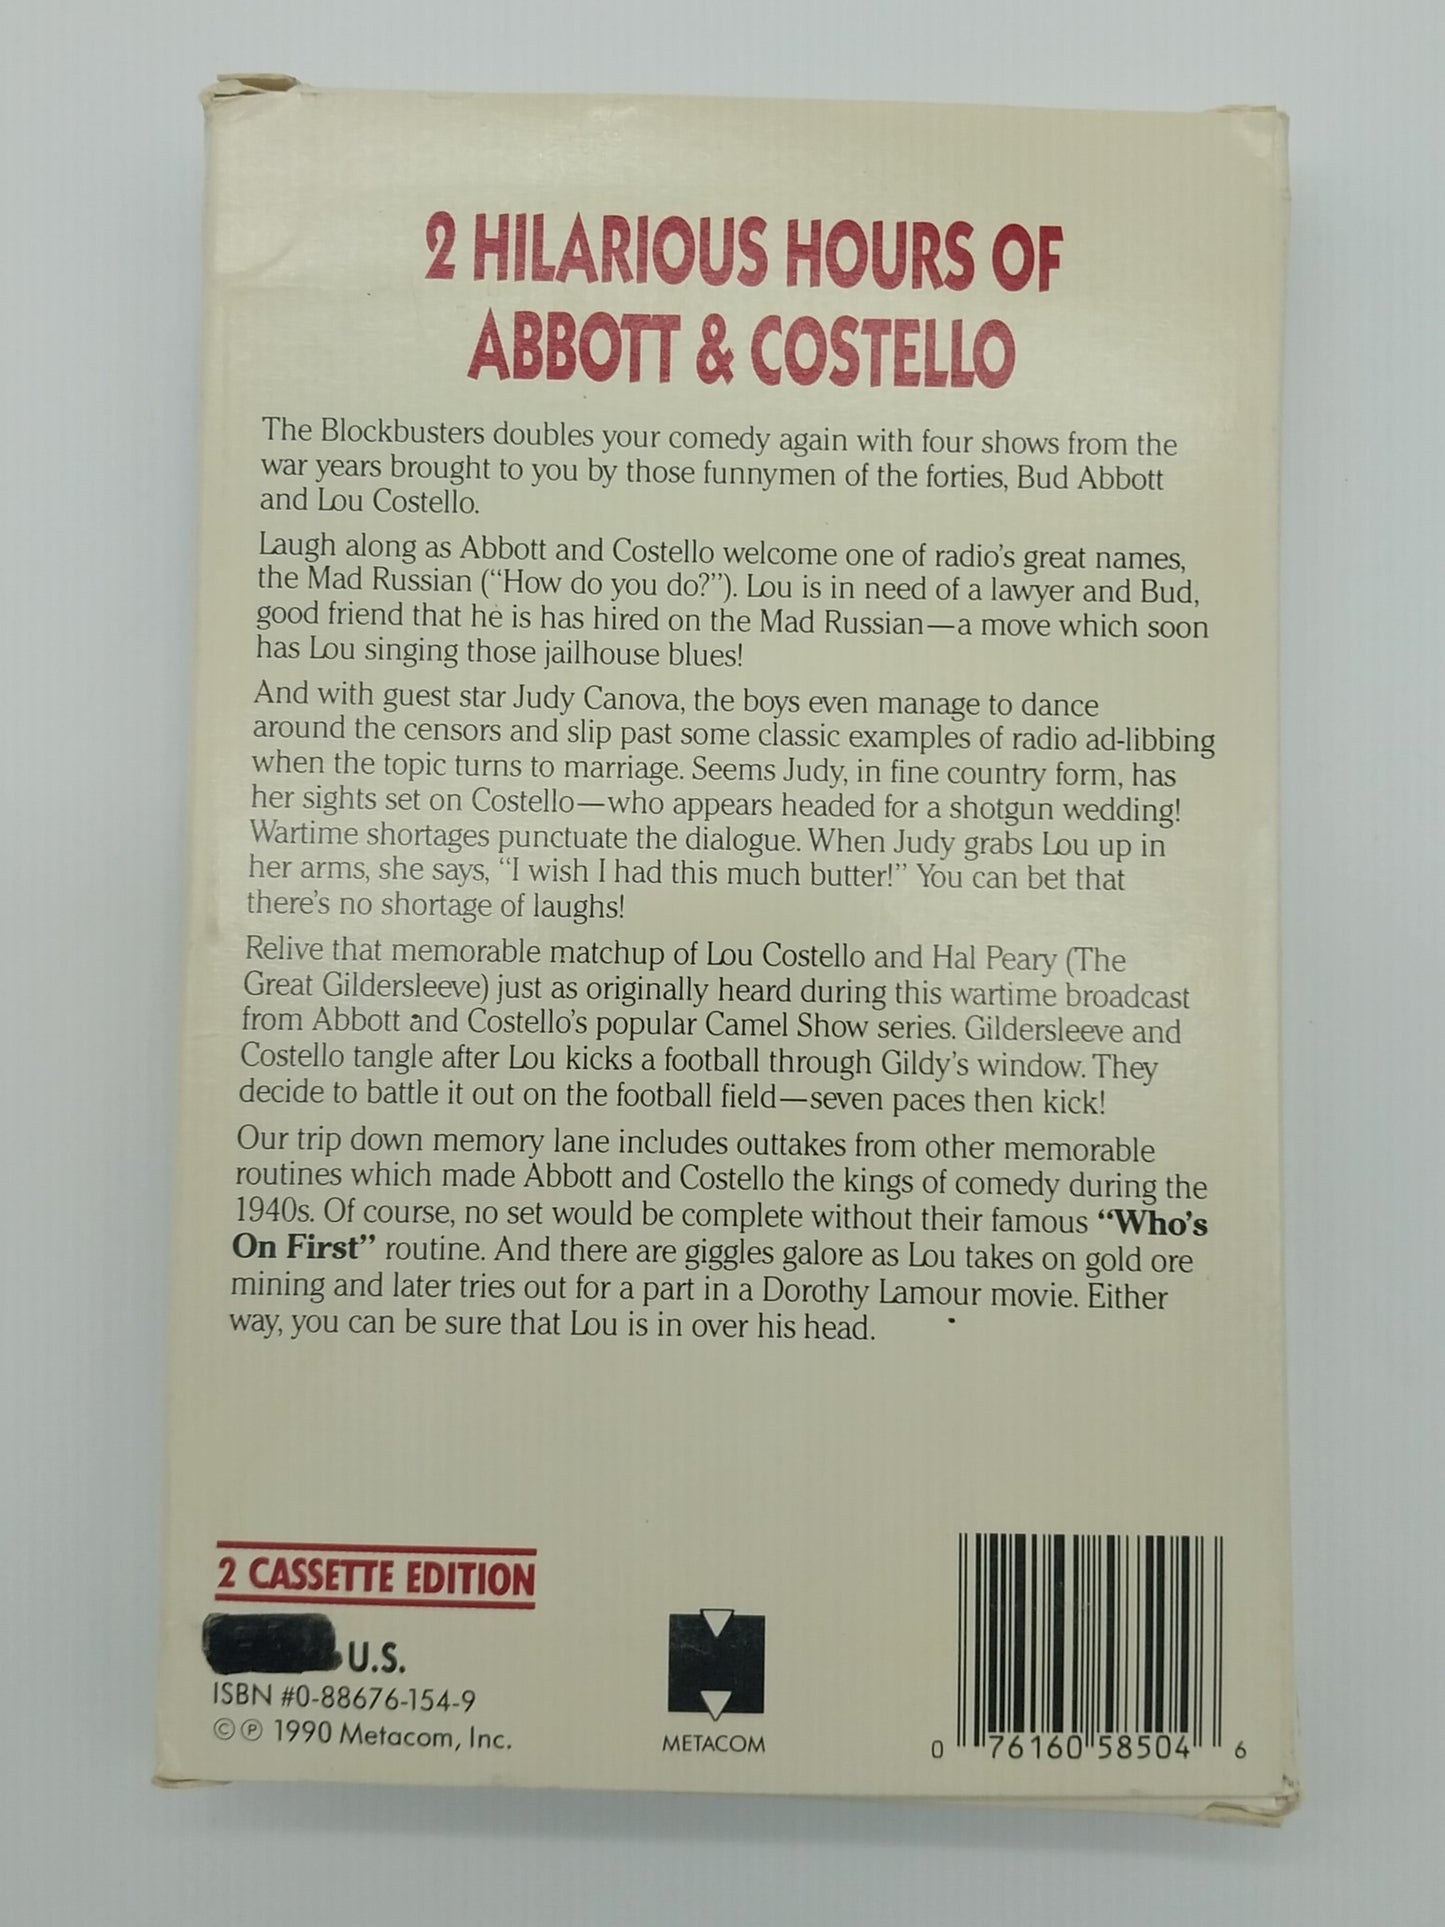 2 HILARIOUS HOURS OF
ABBOTT & COSTELLO
The Blockbusters doubles your comedy again with four shows from the
war years brought to you by those funnymen of the forties, Bud Abbott
and Lou Costello.
Laugh along as Abbott and Costello welcome one of radio's great names,
the Mad Russian (“How do you do?”). Lou is in need of a lawyer and Bud,
good friend that he is has hired on the Mad Russian—a move which soon
has Lou singing those jailhouse blues!
And with guest star Judy Canova, the boys even manage to dance
around the censors and slip past some classic examples of radio ad-libbing
when the topic turns to marriage. Seems Judy, in fine country form, has
her sights set on Costello—who appears headed for a shotgun wedding!
Wartime shortages punctuate the dialogue. When Judy grabs Lou up in
her arms, she says, “I wish I had this much butter!” You can bet that
there's no shortage of laughs!
Relive that memorable matchup of Lou Costello and Hal Peary (The
Great Gildersleeve) just as originally heard during this wartime broadcast
from Abbott and Costello's popular Camel Show series. Gildersleeve and
Costello tangle after Lou kicks a football through Gildy's window. They
decide to battle it out on the football field—seven paces then kick!
Our trip down memory lane includes outtakes from other memorable
routines which made Abbott and Costello the kings of comedy during the
1940s. Of course, no set would be complete without their famous “Who's
On First” routine. And there are giggles galore as Lou takes on gold ore
mining and later tries out for a part in a Dorothy Lamour movie. Either
way, you can be sure that Lou is in over his head.
2 CASSETTE EDITION
U.S.
ISBN #0-88676-154-9
©℗ 1990 Metacom, Inc.
METACOM
0 76160 58504 6